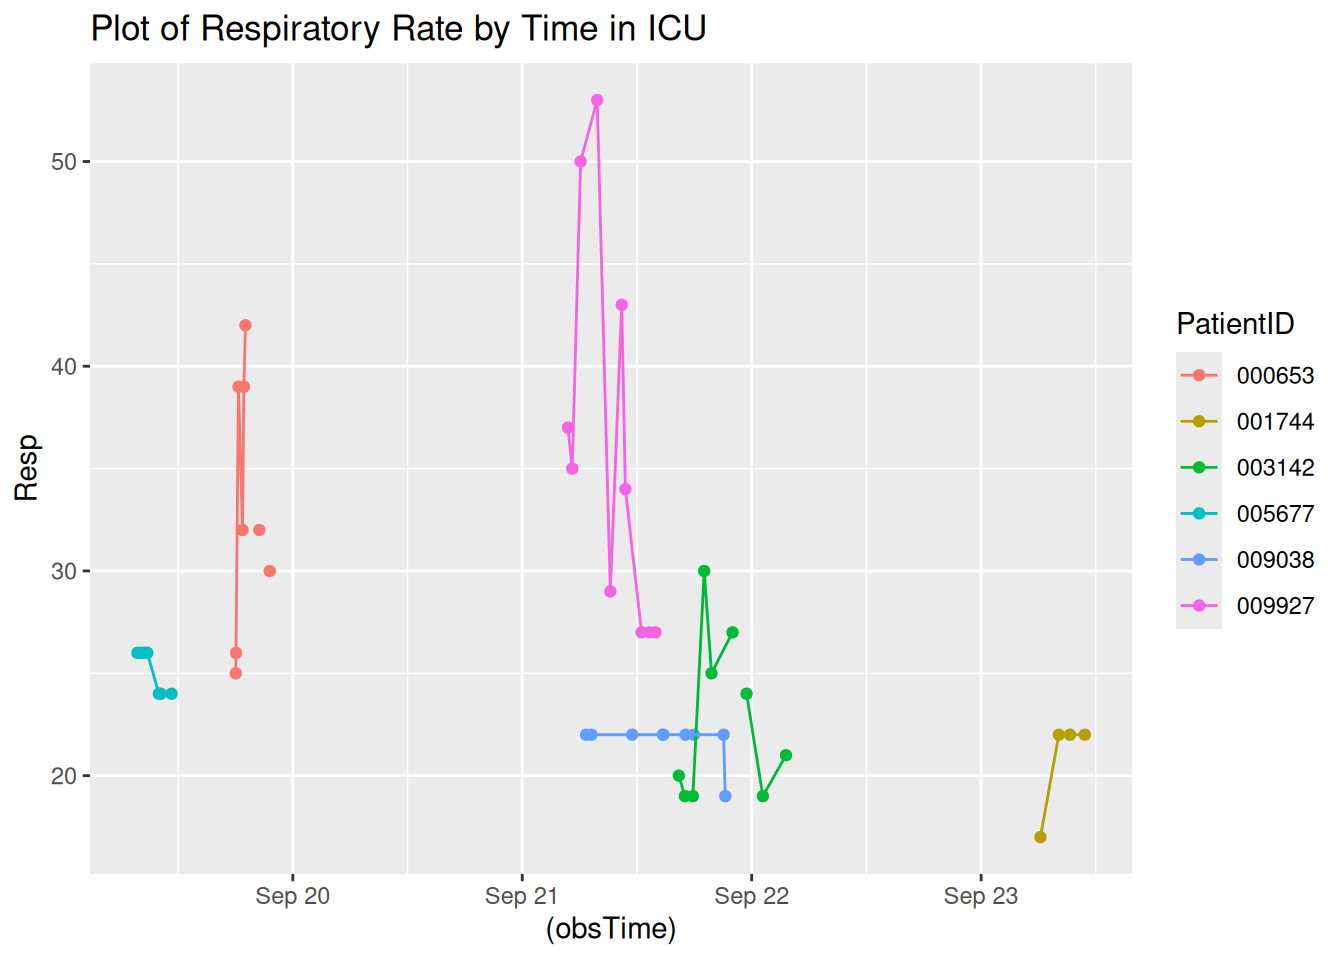 Plot of Respiratory Rate by Time in ICU
Resp
50
40
30
20
Sep 20
Sep 21
Sep 22
Sep 23
(obsTime)
PatientID
000653
001744
003142
005677
009038
009927